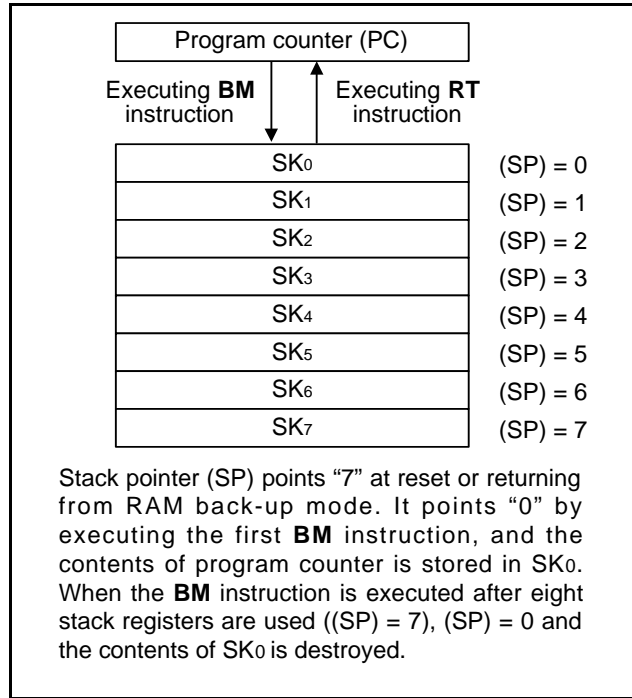 Program counter (PC)
Executing BM instruction
Executing RT instruction
SK0 (SP) = 0
SK1 (SP) = 1
SK2 (SP) = 2
SK3 (SP) = 3
SK4 (SP) = 4
SK5 (SP) = 5
SK6 (SP) = 6
SK7 (SP) = 7
Stack pointer (SP) points “7” at reset or returning
from RAM back-up mode. It points “0” by
executing the first BM instruction, and the
contents of program counter is stored in SK0.
When the BM instruction is executed after eight
stack registers are used ((SP) = 7), (SP) = 0 and
the contents of SK0 is destroyed.